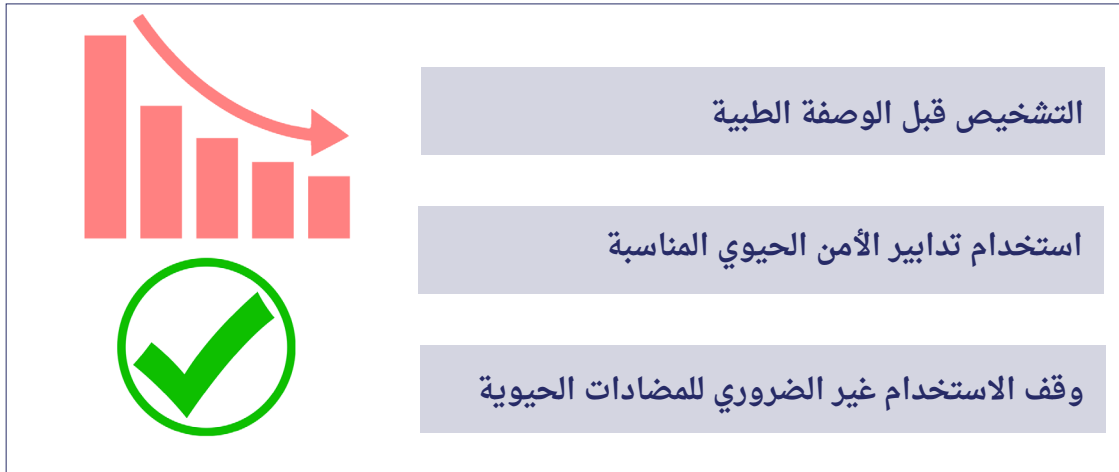 التشخيص قبل الوصفة الطبية
استخدام تدابير الأمن الحيوي المناسبة
وقف الاستخدام غير الضروري للمضادات الحيوية